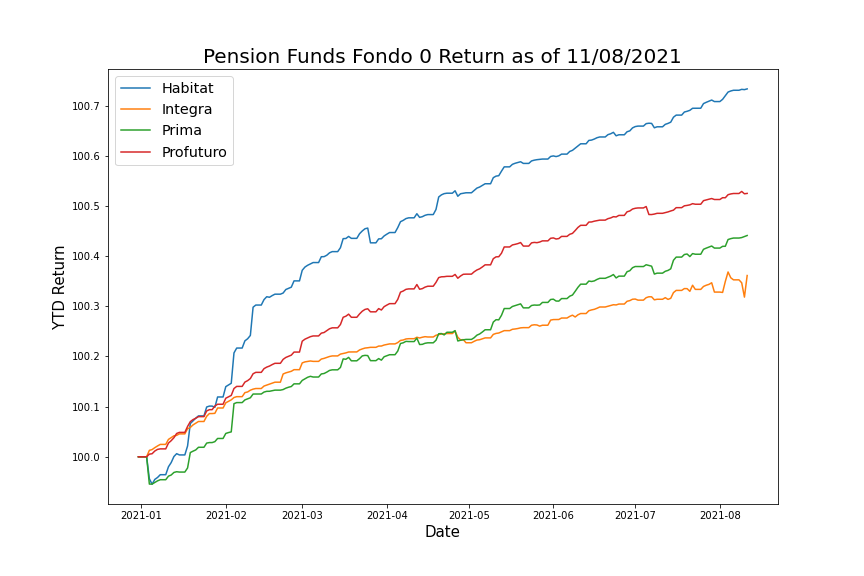 Pension Funds Fondo 0 Return as of 11/08/2021
Habitat
Integra
Prima
Profuturo
YTD Return
100.7
100.6
100.5
100.4
100.3
100.2
100.1
100.0
2021-01 2021-02 2021-03 2021-04 2021-05 2021-06 2021-07 2021-08
Date